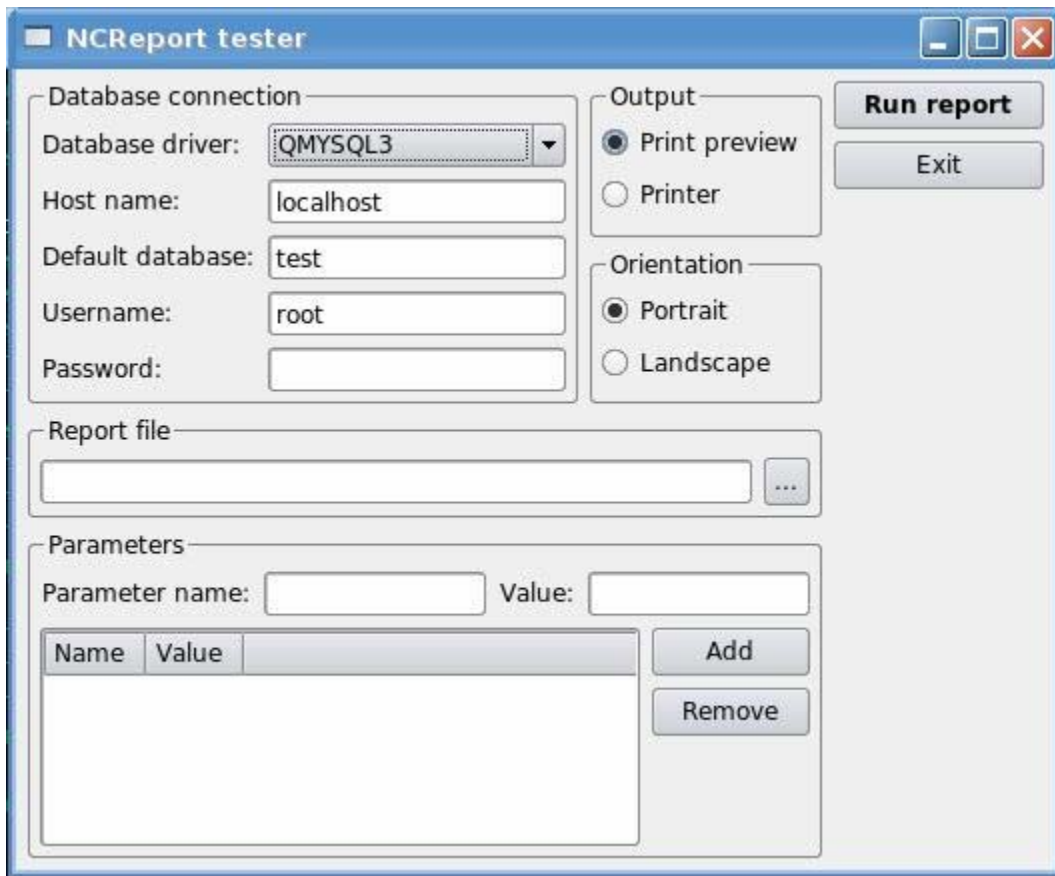 NCReport tester
Database connection
Database driver: QMYSQL3
Host name: localhost
Default database: test
Username: root
Password:
Output
Print preview
Printer
Orientation
Portrait
Landscape
Run report
Exit
Report file
...
Parameters
Parameter name: Value:
Name Value
Add
Remove